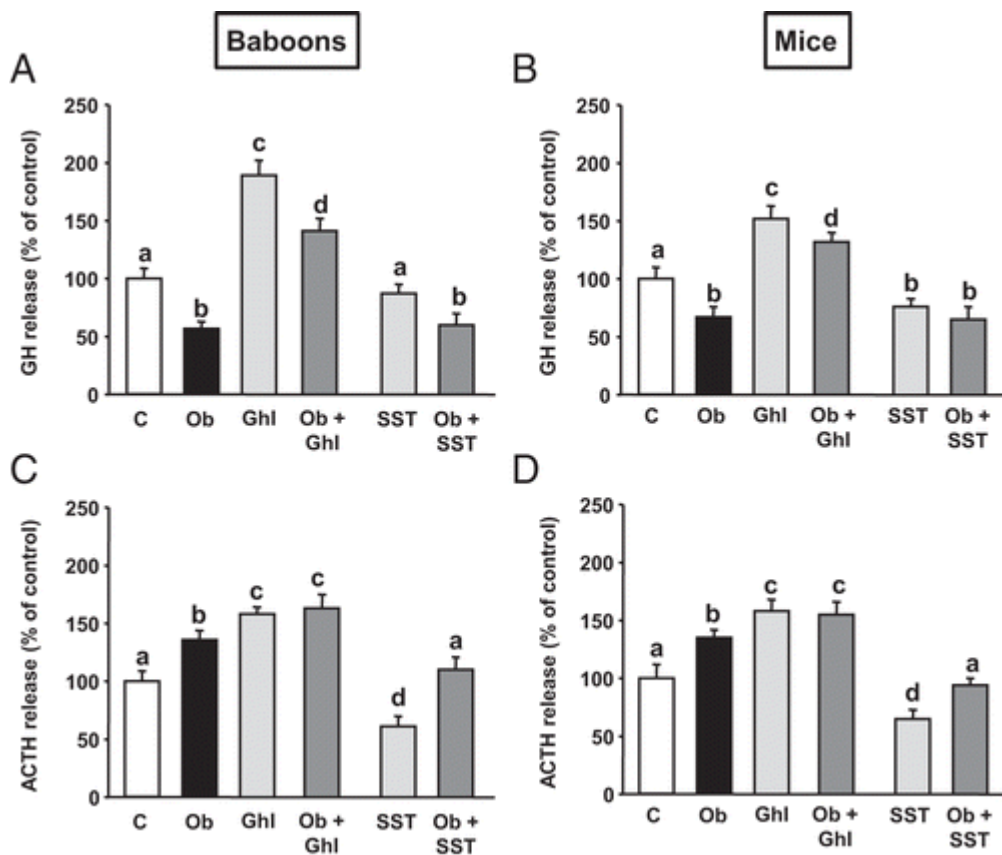 Baboons
Mice
A
GH release (% of control)
250
200
150
100
50
0
a
b
c
d
a
b
C
Ob
Ghl
Ob +
Ghl
SST
Ob +
SST
B
GH release (% of control)
250
200
150
100
50
0
a
b
c
d
b
b
C
Ob
Ghl
Ob +
Ghl
SST
Ob +
SST
C
ACTH release (% of control)
250
200
150
100
50
0
a
b
c
c
d
a
C
Ob
Ghl
Ob +
Ghl
SST
Ob +
SST
D
ACTH release (% of control)
250
200
150
100
50
0
a
b
c
c
d
a
C
Ob
Ghl
Ob +
Ghl
SST
Ob +
SST